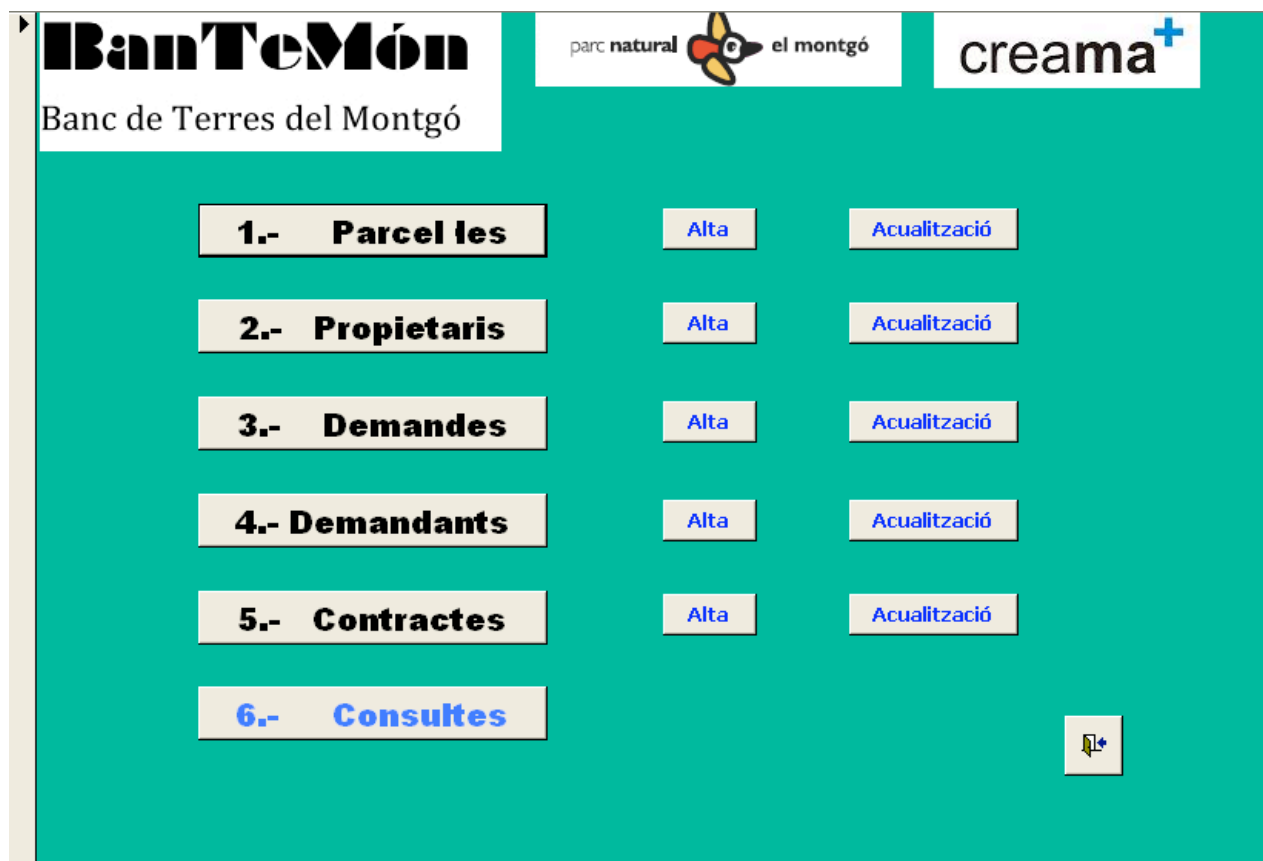 BanTeMón
Banc de Terres del Montgó
parc natural el montgó
creama+
1.- Parcel·les Alta Acualització
2.- Propietaris Alta Acualització
3.- Demandes Alta Acualització
4.- Demandants Alta Acualització
5.- Contractes Alta Acualització
6.- Consultes